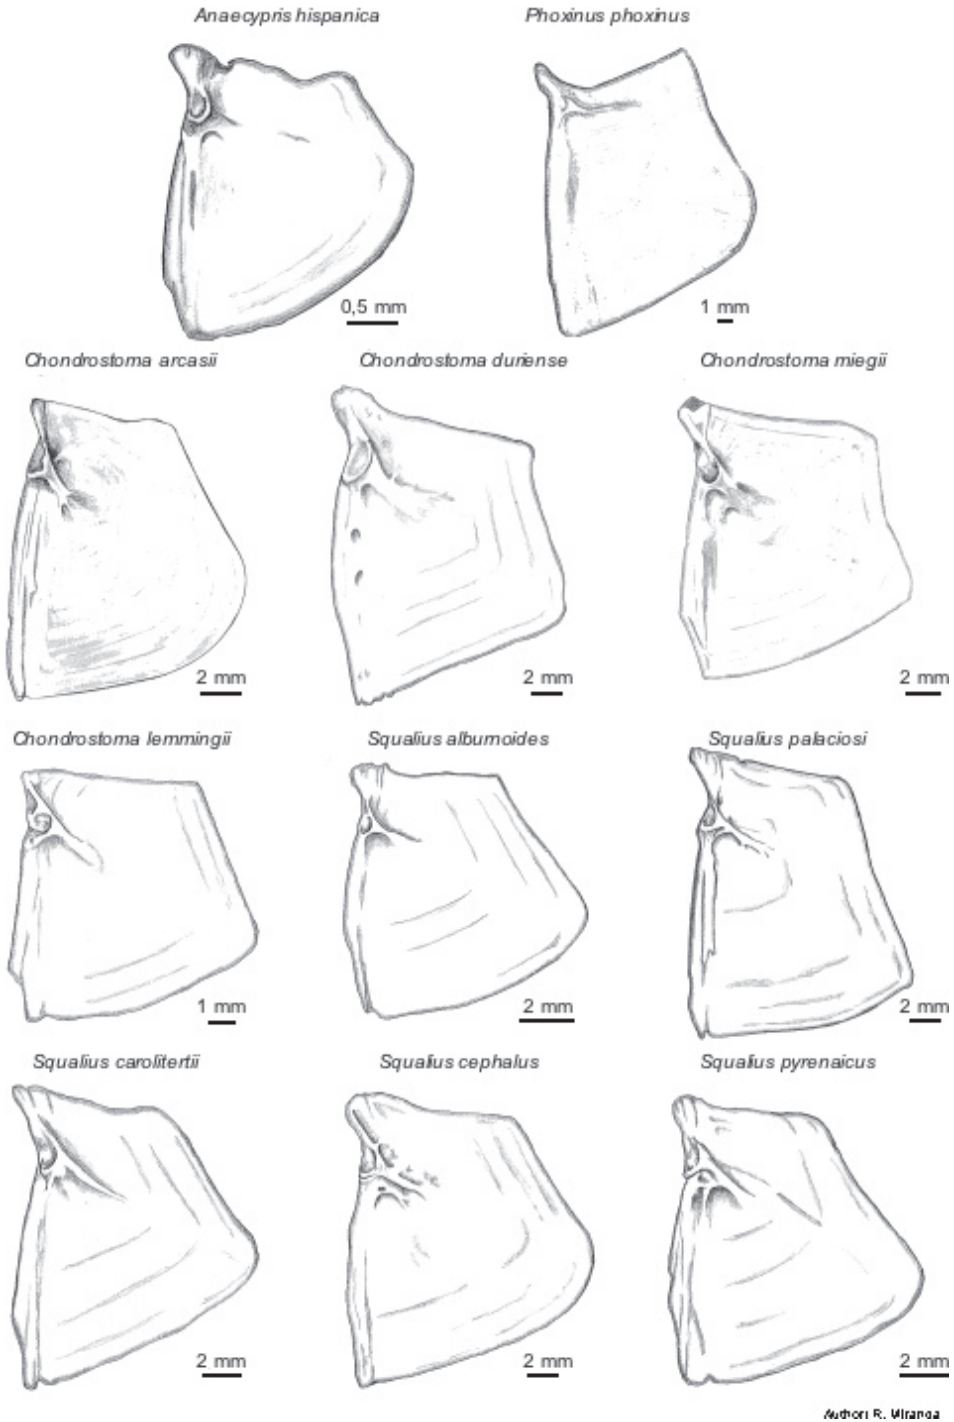 Anaecypris hispanica Phoxinus phoxinus
0,5 mm 1 mm
Chondrostoma arcasii Chondrostoma duriense Chondrostoma miegii
2 mm 2 mm 2 mm
Chondrostoma lemmingii Squalius alburnoides Squalius palaciosi
1 mm 2 mm 2 mm
Squalius carolitertii Squalius cephalus Squalius pyrenaicus
2 mm 2 mm 2 mm
Author: R. Miranda